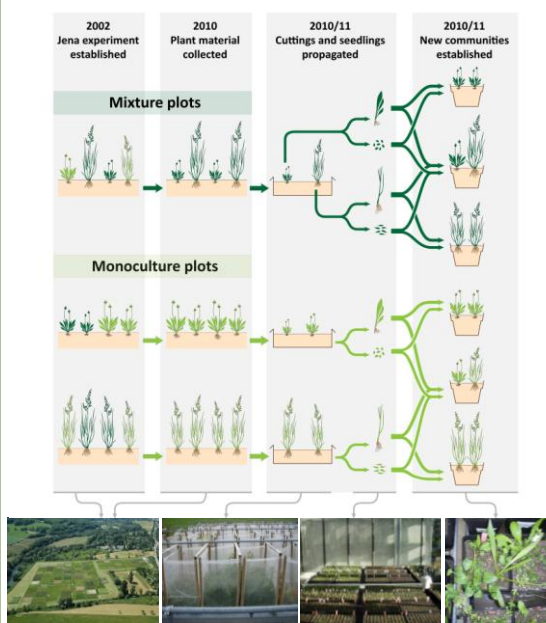 2002
Jena experiment
established
2010
Plant material
collected
2010/11
Cuttings and seedlings
propagated
2010/11
New communities
established
Mixture plots
Monoculture plots